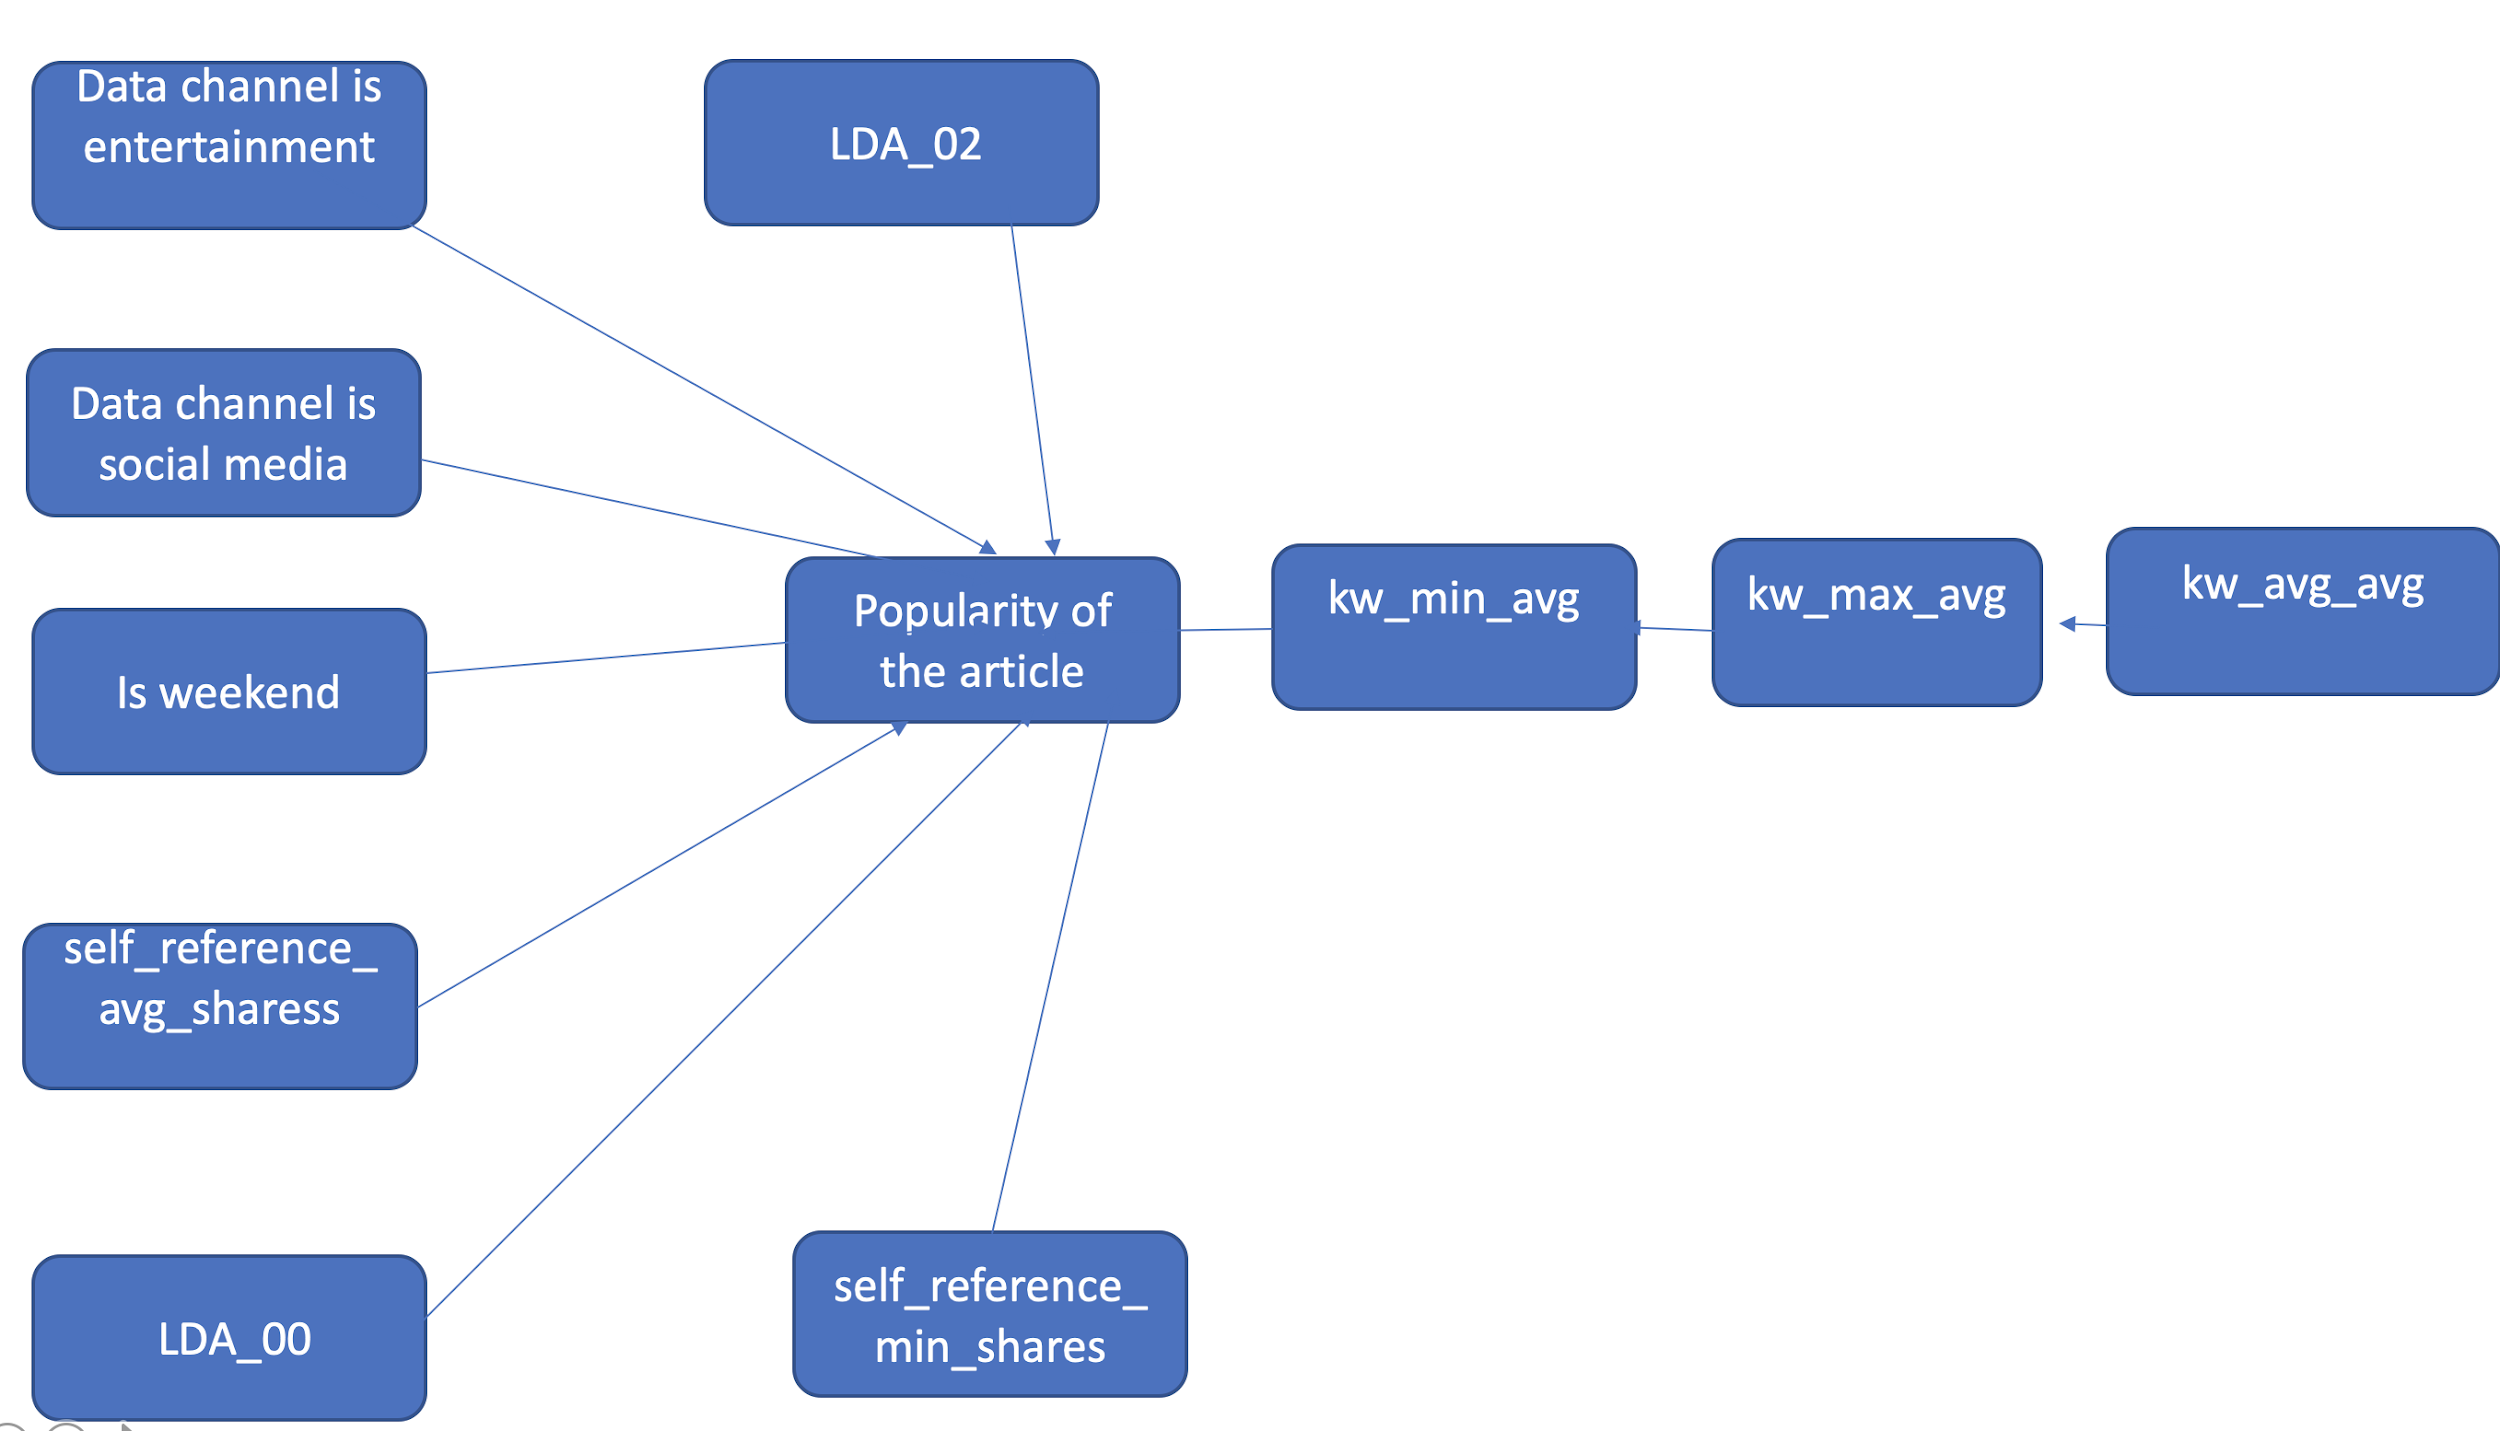 Data channel is
entertainment
LDA_02
Data channel is
social media
Popularity of
the article
kw_min_avg
kw_max_avg
kw_avg_avg
Is weekend
self_reference_
avg_sharess
LDA_00
self_reference_
min_shares